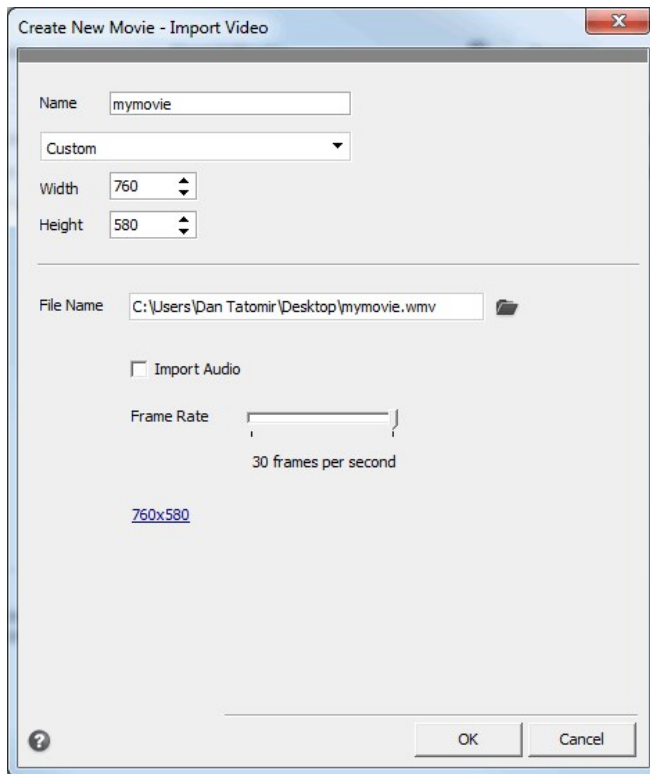 Create New Movie - Import Video
Name mymovie
Custom
Width 760
Height 580
File Name C:\Users\Dan Tatomir\Desktop\mymovie.wmv
Import Audio
Frame Rate
30 frames per second
760x580
OK Cancel